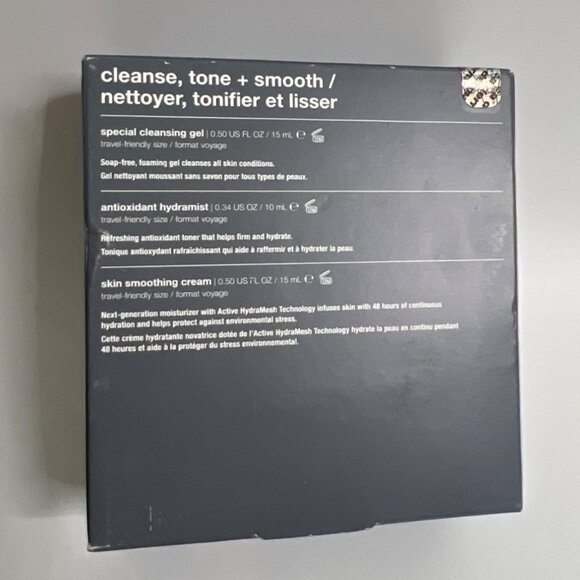 cleanse, tone + smooth /
nettoyer, tonifier et lisser
special cleansing gel | 0.50 US FL OZ / 15 mL ℮
travel-friendly size / format voyage
Soap-free, foaming gel cleanses all skin conditions.
Gel nettoyant moussant sans savon pour tous types de peaux.
antioxidant hydramist | 0.34 US OZ / 10 mL ℮
travel-friendly size / format voyage
Refreshing antioxidant toner that helps firm and hydrate.
Tonique antioxydant rafraîchissant qui aide à raffermir et à hydrater la peau.
skin smoothing cream | 0.50 US FL OZ / 15 mL ℮
travel-friendly size / format voyage
Next-generation moisturizer with Active HydraMesh Technology infuses skin with 48 hours of continuous
hydration and helps protect against environmental stress.
Cette crème hydratante novatrice dotée de l'Active HydraMesh Technology hydrate la peau en continu pendant
48 heures et aide à la protéger du stress environnemental.